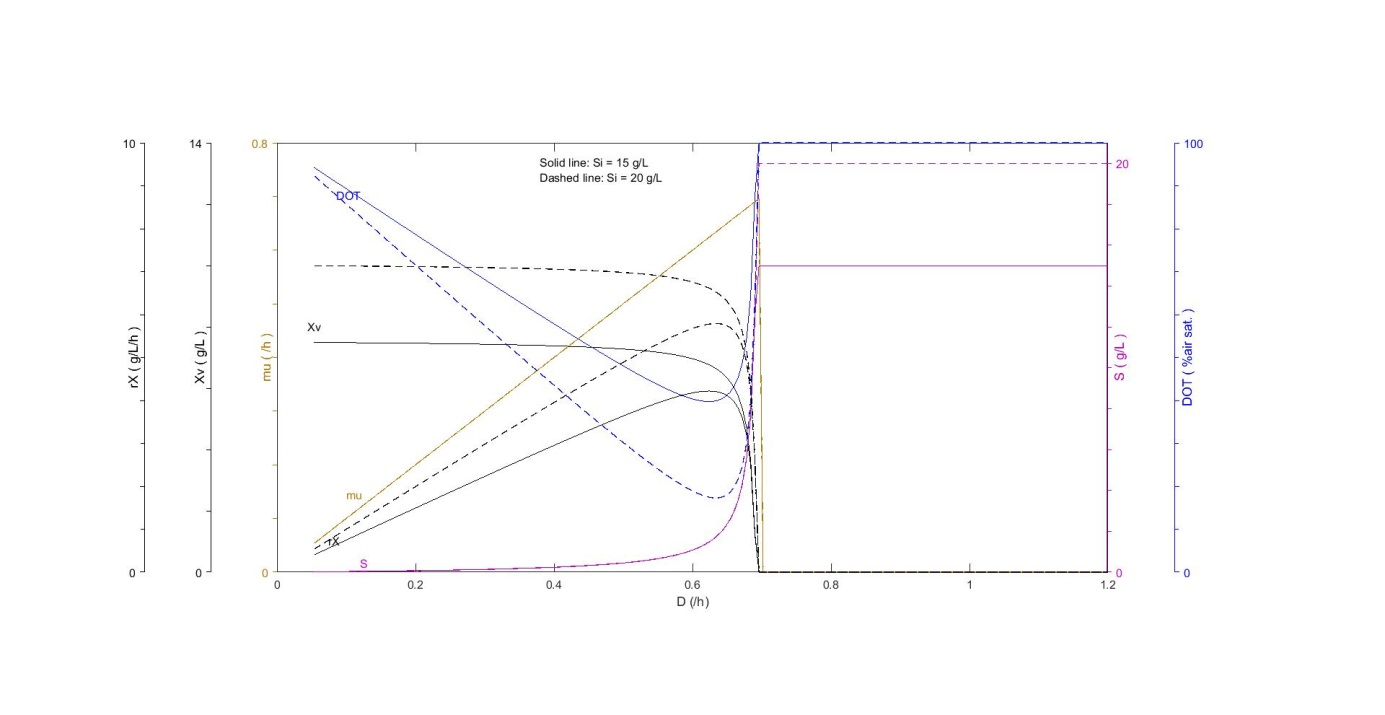 10
14
0.8
Solid line: Si = 15 g/L
Dashed line: Si = 20 g/L
20
100
DOT
Xv
rX ( g/L/h )
Xv ( g/L )
mu ( /h )
S ( g/L )
DOT ( %air sat. )
mu
rX
S
0
0
0
0
0
0
0.2
0.4
0.6
0.8
1
1.2
D (/h)